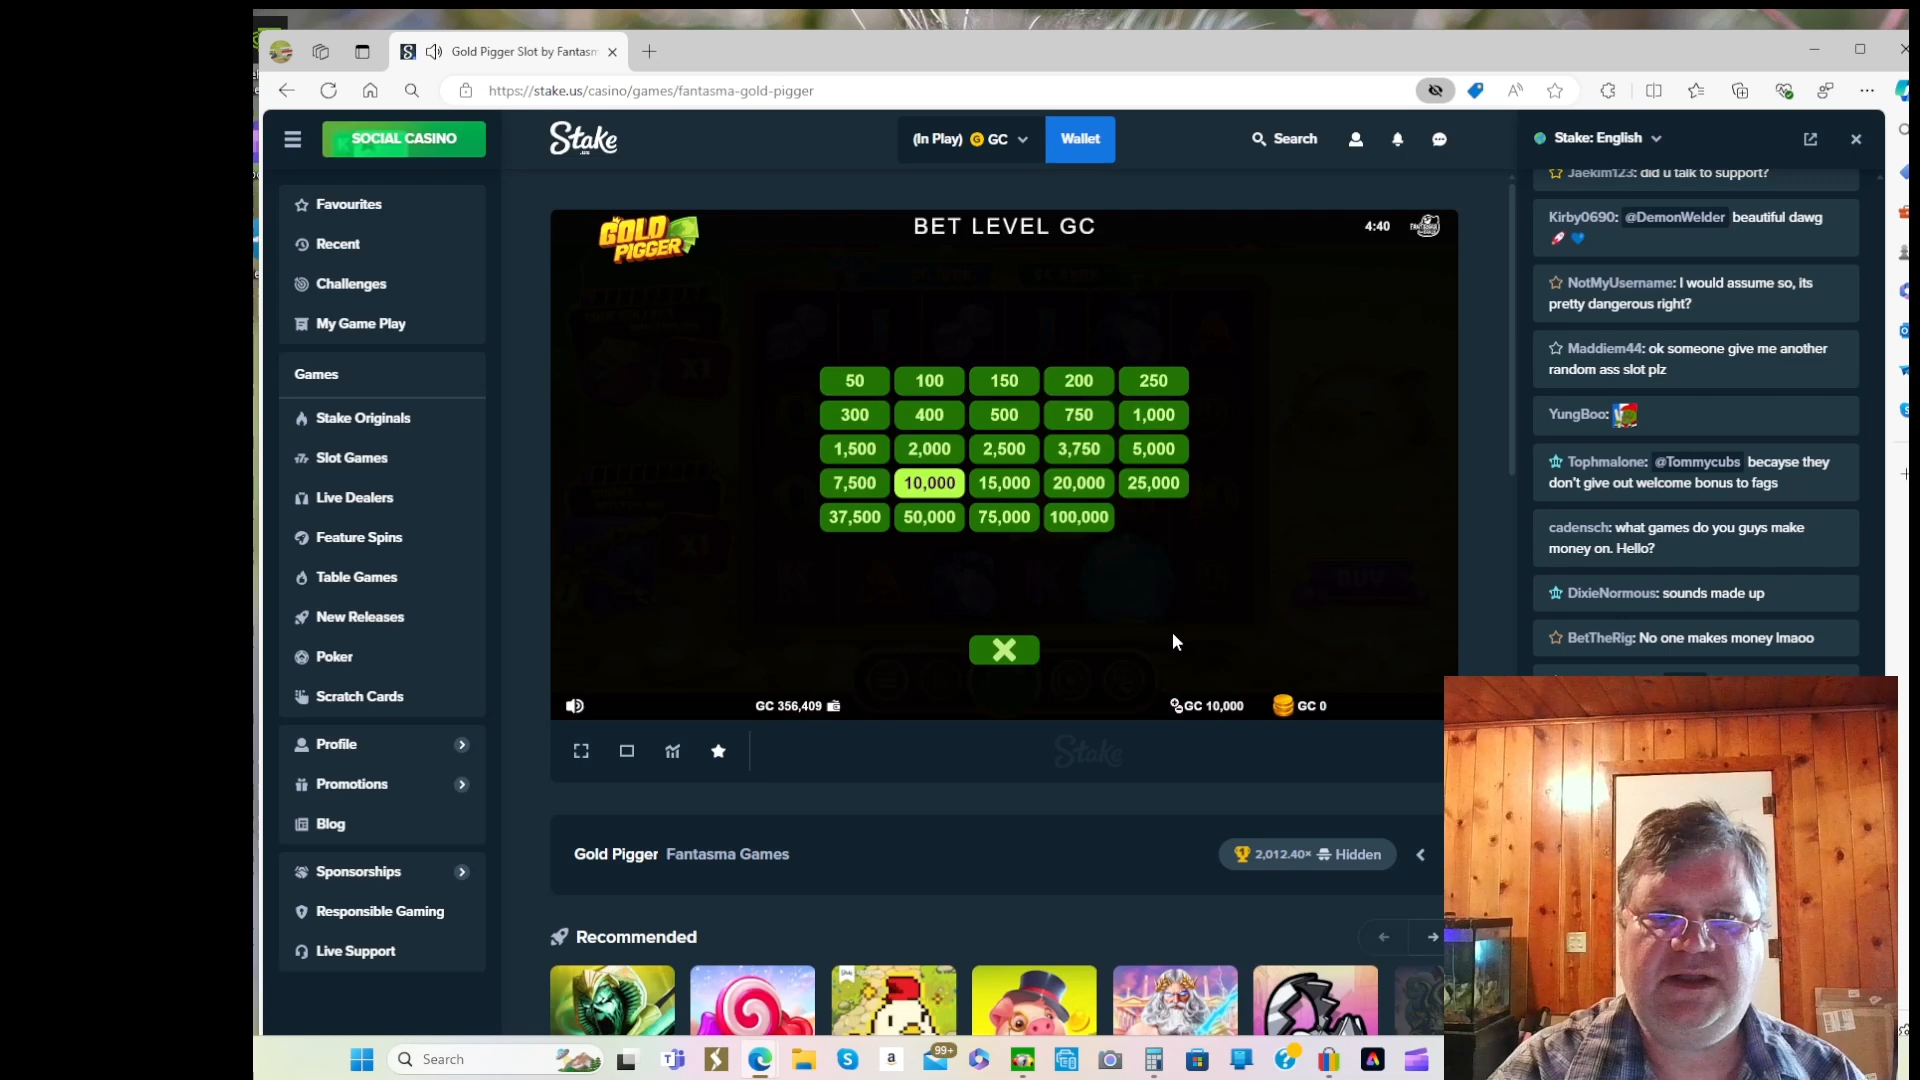 Gold Pigger Slot by Fantasm
https://stake.us/casino/games/fantasma-gold-pigger
SOCIAL CASINO
Stake
(In Play) GC
Wallet
Search
Stake: English
Favourites
Recent
Challenges
My Game Play
Games
Stake Originals
Slot Games
Live Dealers
Feature Spins
Table Games
New Releases
Poker
Scratch Cards
Profile
Promotions
Blog
Sponsorships
Responsible Gaming
Live Support
GOLD
PIGGER
BET LEVEL GC
4:40
50 100 150 200 250
300 400 500 750 1,000
1,500 2,000 2,500 3,750 5,000
7,500 10,000 15,000 20,000 25,000
37,500 50,000 75,000 100,000
GC 356,409
GC 10,000
GC 0
Stake
Gold Pigger Fantasma Games
2,012.40× Hidden
Recommended
Jaekim123: did u talk to support?
Kirby0690: @DemonWelder beautiful dawg
NotMyUsername: I would assume so, its
pretty dangerous right?
Maddiem44: ok someone give me another
random ass slot plz
YungBoo:
Tophmalone: @Tommycubs becayse they
don't give out welcome bonus to fags
cadensch: what games do you guys make
money on. Hello?
DixieNormous: sounds made up
BetTheRig: No one makes money lmaoo
Search
99+